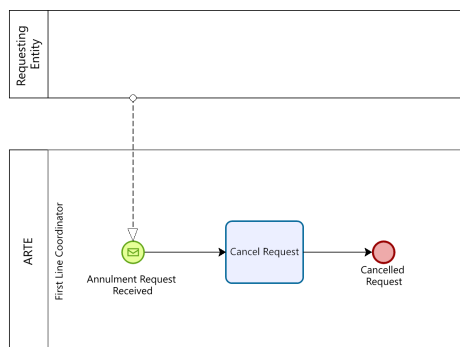 Requesting
Entity
ARTE
First Line Coordinator
Annulment Request
Received
Cancel Request
Cancelled
Request